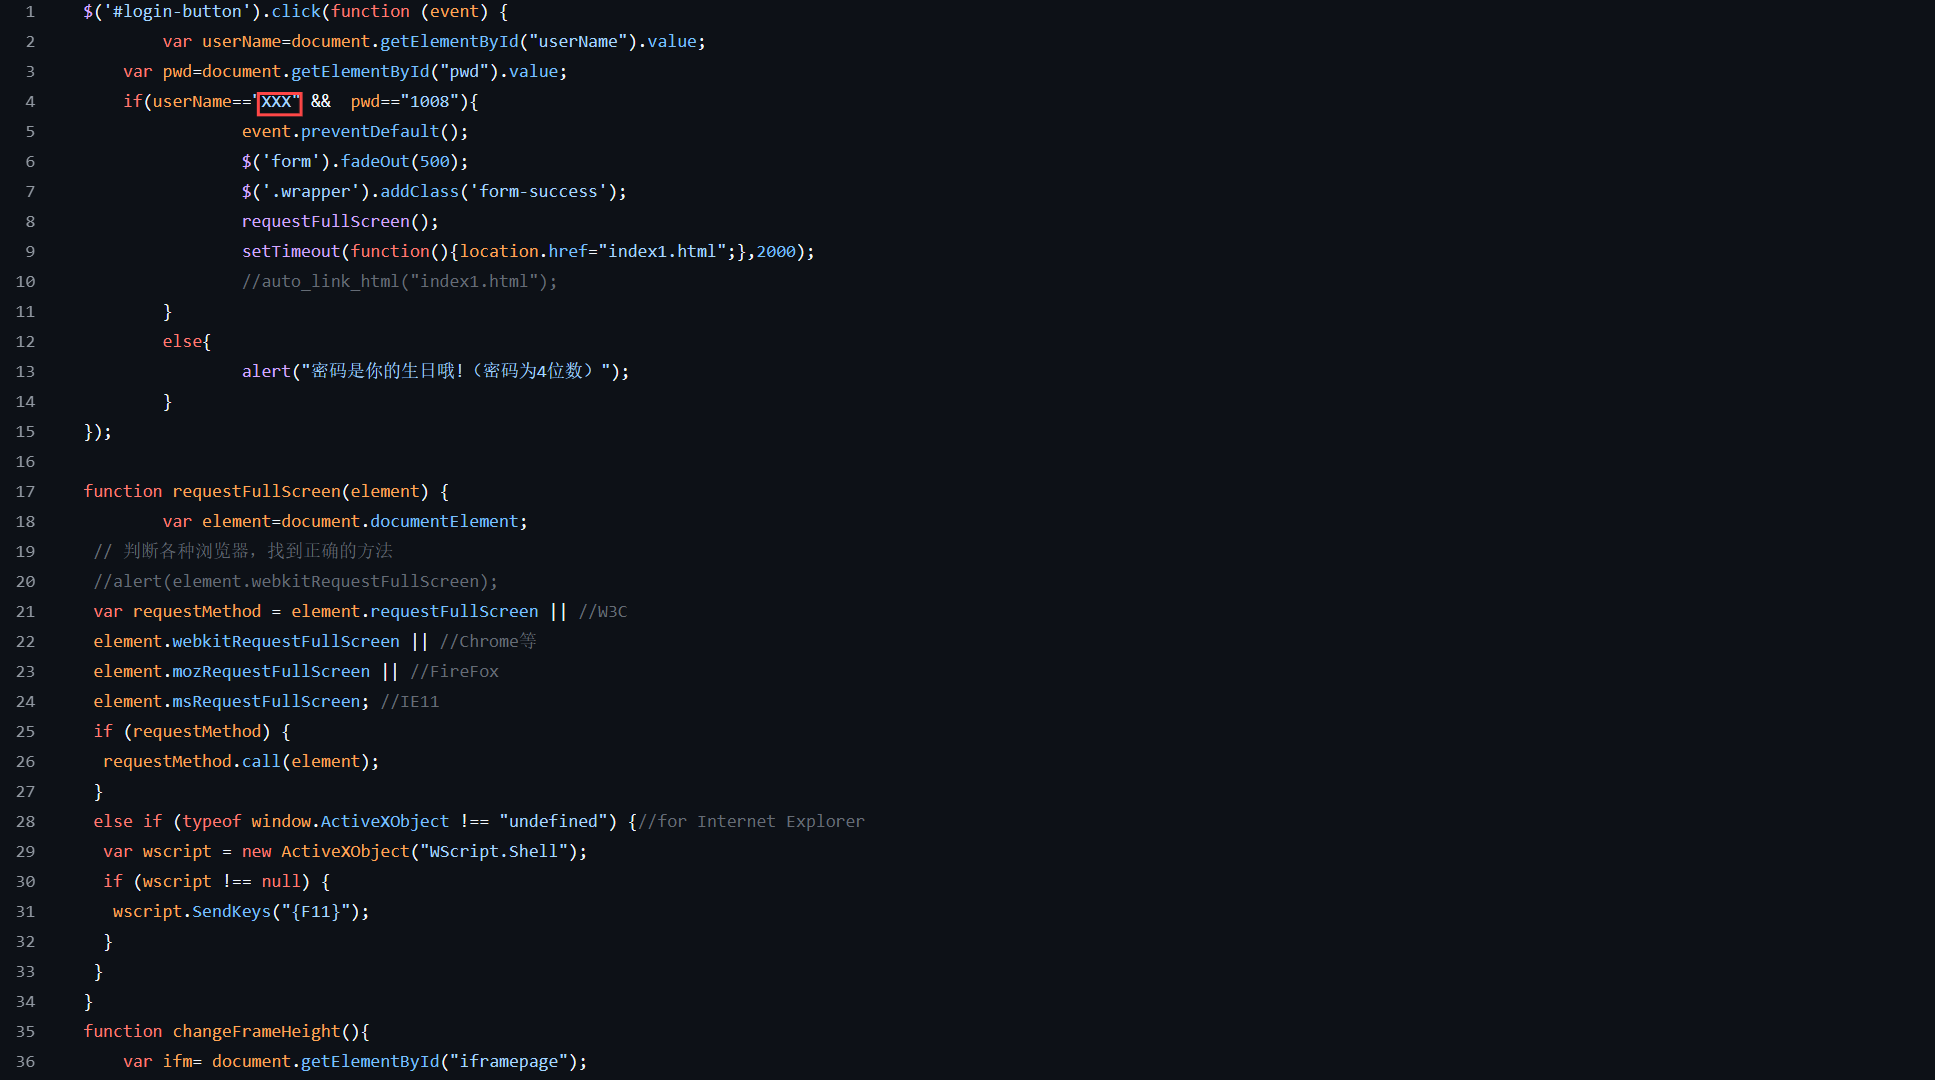 1 $('#login-button').click(function (event) {
2 var userName=document.getElementById("userName").value;
3 var pwd=document.getElementById("pwd").value;
4 if(userName=="XXX" && pwd=="1008"){
5 event.preventDefault();
6 $('form').fadeOut(500);
7 $('.wrapper').addClass('form-success');
8 requestFullScreen();
9 setTimeout(function(){location.href="index1.html";},2000);
10 //auto_link_html("index1.html");
11 }
12 else{
13 alert("密码是你的生日哦!（密码为4位数）");
14 }
15 });
16
17 function requestFullScreen(element) {
18 var element=document.documentElement;
19 // 判断各种浏览器，找到正确的方法
20 //alert(element.webkitRequestFullScreen);
21 var requestMethod = element.requestFullScreen || //W3C
22 element.webkitRequestFullScreen || //Chrome等
23 element.mozRequestFullScreen || //FireFox
24 element.msRequestFullScreen; //IE11
25 if (requestMethod) {
26 requestMethod.call(element);
27 }
28 else if (typeof window.ActiveXObject !== "undefined") {//for Internet Explorer
29 var wscript = new ActiveXObject("WScript.Shell");
30 if (wscript !== null) {
31 wscript.SendKeys("{F11}");
32 }
33 }
34 }
35 function changeFrameHeight(){
36 var ifm= document.getElementById("iframepage");